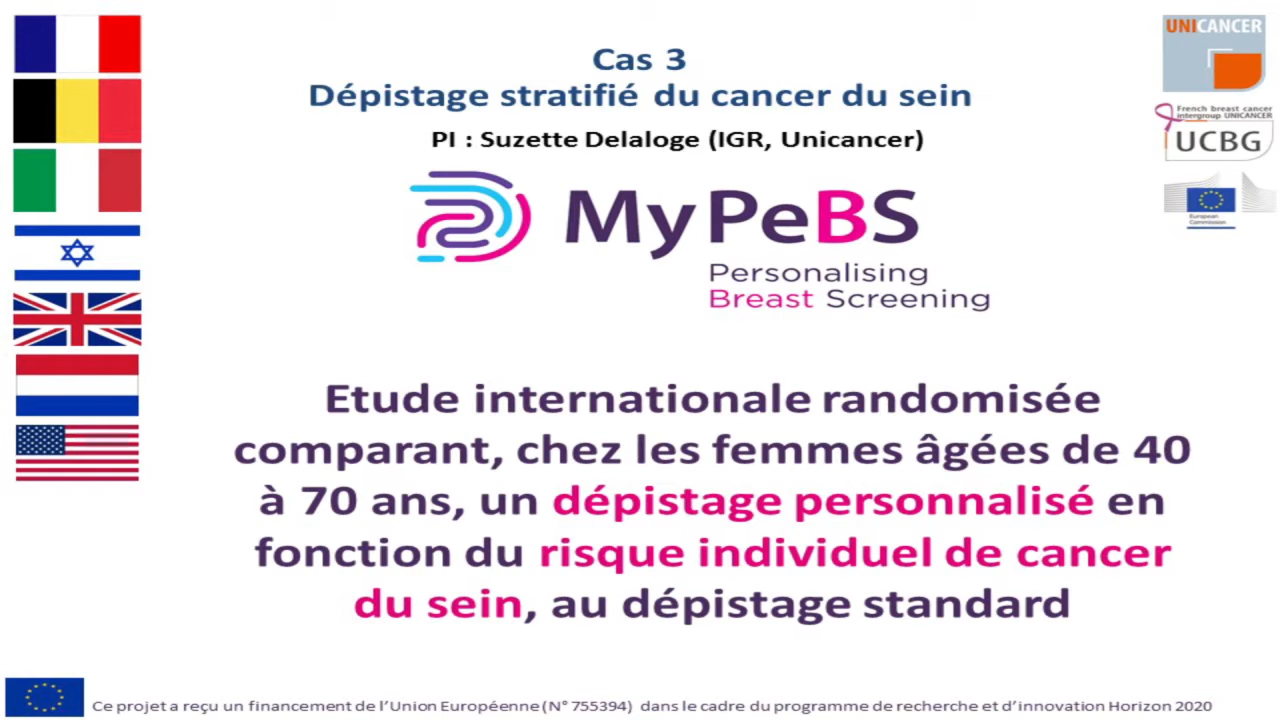 Cas 3
Dépistage stratifié du cancer du sein
PI : Suzette Delaloge (IGR, Unicancer)
UNICANCER
French breast cancer
intergroup UNICANCER
UCBG
European
Commission
MyPeBS
Personalising
Breast Screening
Etude internationale randomisée
comparant, chez les femmes âgées de 40
à 70 ans, un dépistage personnalisé en
fonction du risque individuel de cancer
du sein, au dépistage standard
Ce projet a reçu un financement de l'Union Européenne (N° 755394) dans le cadre du programme de recherche et d'innovation Horizon 2020